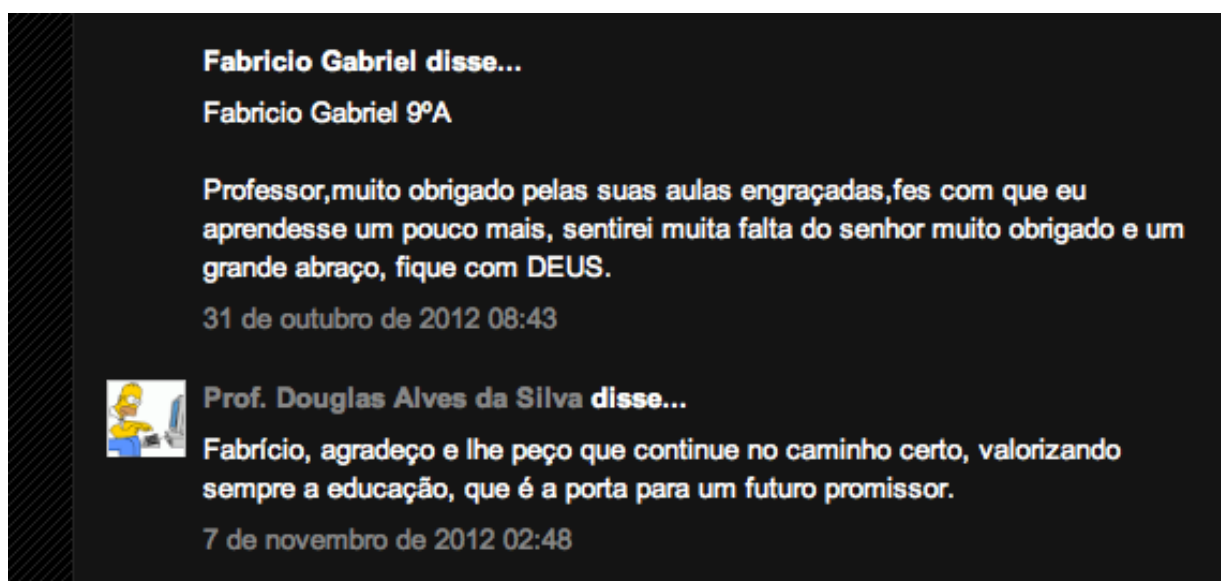 Fabricio Gabriel disse...
Fabricio Gabriel 9ºA
Professor,muito obrigado pelas suas aulas engraçadas,fes com que eu
aprendesse um pouco mais, sentirei muita falta do senhor muito obrigado e um
grande abraço, fique com DEUS.
31 de outubro de 2012 08:43
Prof. Douglas Alves da Silva disse...
Fabrício, agradeço e lhe peço que continue no caminho certo, valorizando
sempre a educação, que é a porta para um futuro promissor.
7 de novembro de 2012 02:48